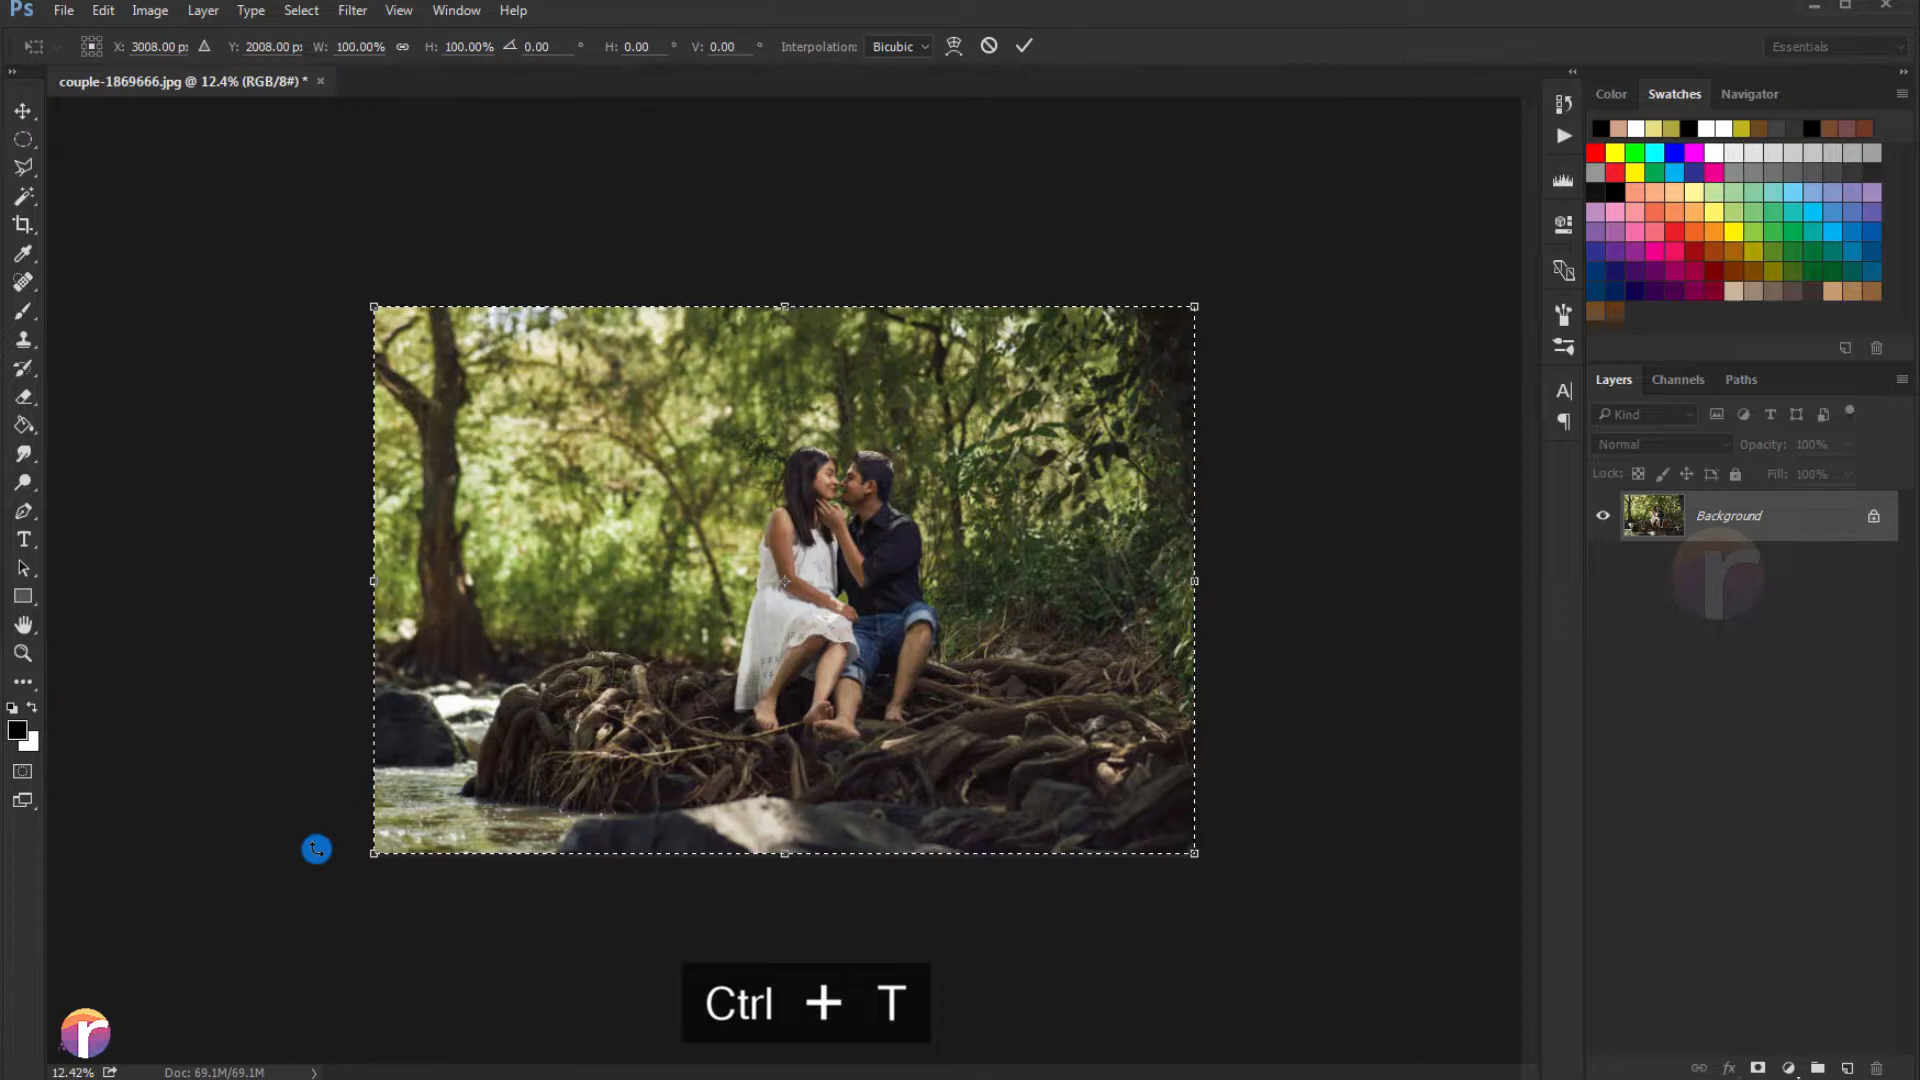 Ps File Edit Image Layer Type Select Filter View Window Help
X: 3008.00 px Y: 2008.00 px W: 100.00% H: 100.00% 0.00 ° H: 0.00 ° V: 0.00 ° Interpolation: Bicubic Essentials
couple-1869666.jpg @ 12.4% (RGB/8#) * ×
Color Swatches Navigator
Layers Channels Paths
Kind
Normal Opacity: 100%
Lock: Fill: 100%
Background
r
Ctrl + T
r
12.42% Doc: 69.1M/69.1M
fx